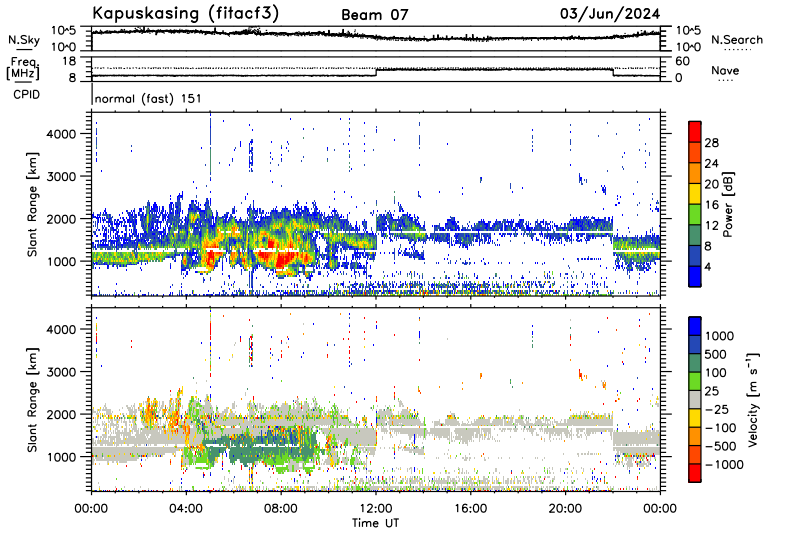 Kapuskasing (fitacf3) Beam 07 03/Jun/2024
N.Sky 10^5 10^0 10^5 10^0 N.Search
Freq. [MHz] 18 8 60 0 Nave
CPID normal (fast) 151
4000
3000
2000
1000
Slant Range [km]
28
24
20
16
12
8
4
Power [dB]
4000
3000
2000
1000
Slant Range [km]
1000
500
100
25
-25
-100
-500
-1000
Velocity [m s⁻¹]
00:00 04:00 08:00 12:00 16:00 20:00 00:00
Time UT